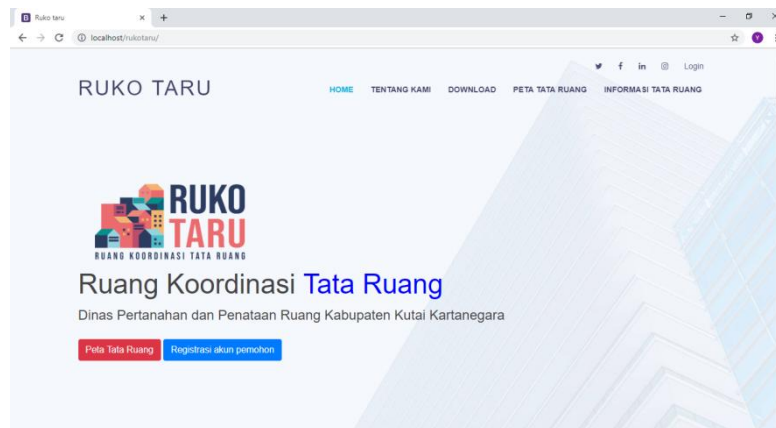 Ruko taru
localhost/rukotaru/
Login
RUKO TARU
HOME TENTANG KAMI DOWNLOAD PETA TATA RUANG INFORMASI TATA RUANG
RUKO
TARU
RUANG KOORDINASI TATA RUANG
Ruang Koordinasi Tata Ruang
Dinas Pertanahan dan Penataan Ruang Kabupaten Kutai Kartanegara
Peta Tata Ruang Registrasi akun pemohon